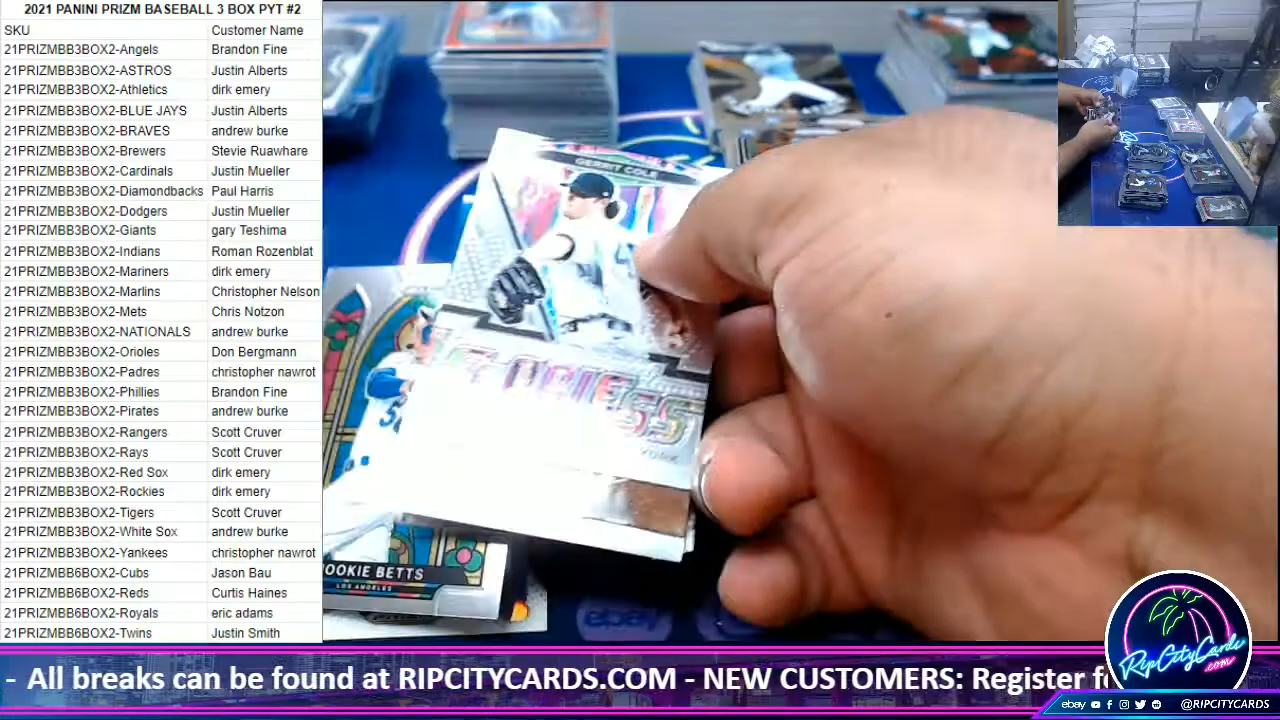 2021 PANINI PRIZM BASEBALL 3 BOX PYT #2
SKU Customer Name
21PRIZMBB3BOX2-Angels Brandon Fine
21PRIZMBB3BOX2-ASTROS Justin Alberts
21PRIZMBB3BOX2-Athletics dirk emery
21PRIZMBB3BOX2-BLUE JAYS Justin Alberts
21PRIZMBB3BOX2-BRAVES andrew burke
21PRIZMBB3BOX2-Brewers Stevie Ruawhare
21PRIZMBB3BOX2-Cardinals Justin Mueller
21PRIZMBB3BOX2-Diamondbacks Paul Harris
21PRIZMBB3BOX2-Dodgers Justin Mueller
21PRIZMBB3BOX2-Giants gary Teshima
21PRIZMBB3BOX2-Indians Roman Rozenblat
21PRIZMBB3BOX2-Mariners dirk emery
21PRIZMBB3BOX2-Marlins Christopher Nelson
21PRIZMBB3BOX2-Mets Chris Notzon
21PRIZMBB3BOX2-NATIONALS andrew burke
21PRIZMBB3BOX2-Orioles Don Bergmann
21PRIZMBB3BOX2-Padres christopher nawrot
21PRIZMBB3BOX2-Phillies Brandon Fine
21PRIZMBB3BOX2-Pirates andrew burke
21PRIZMBB3BOX2-Rangers Scott Cruver
21PRIZMBB3BOX2-Rays Scott Cruver
21PRIZMBB3BOX2-Red Sox dirk emery
21PRIZMBB3BOX2-Rockies dirk emery
21PRIZMBB3BOX2-Tigers Scott Cruver
21PRIZMBB3BOX2-White Sox andrew burke
21PRIZMBB3BOX2-Yankees christopher nawrot
21PRIZMBB6BOX2-Cubs Jason Bau
21PRIZMBB6BOX2-Reds Curtis Haines
21PRIZMBB6BOX2-Royals eric adams
21PRIZMBB6BOX2-Twins Justin Smith
GERRIT COLE
YORK
OOKIE BETTS
LOS ANGELES
ebay
- All breaks can be found at RIPCITYCARDS.COM - NEW CUSTOMERS: Register f
RipCityCards
.com
ebay @RIPCITYCARDS